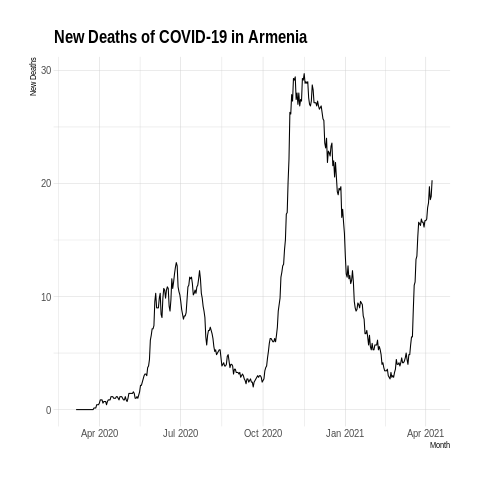 New Deaths of COVID-19 in Armenia
New Deaths
30
20
10
0
Apr 2020 Jul 2020 Oct 2020 Jan 2021 Apr 2021
Month